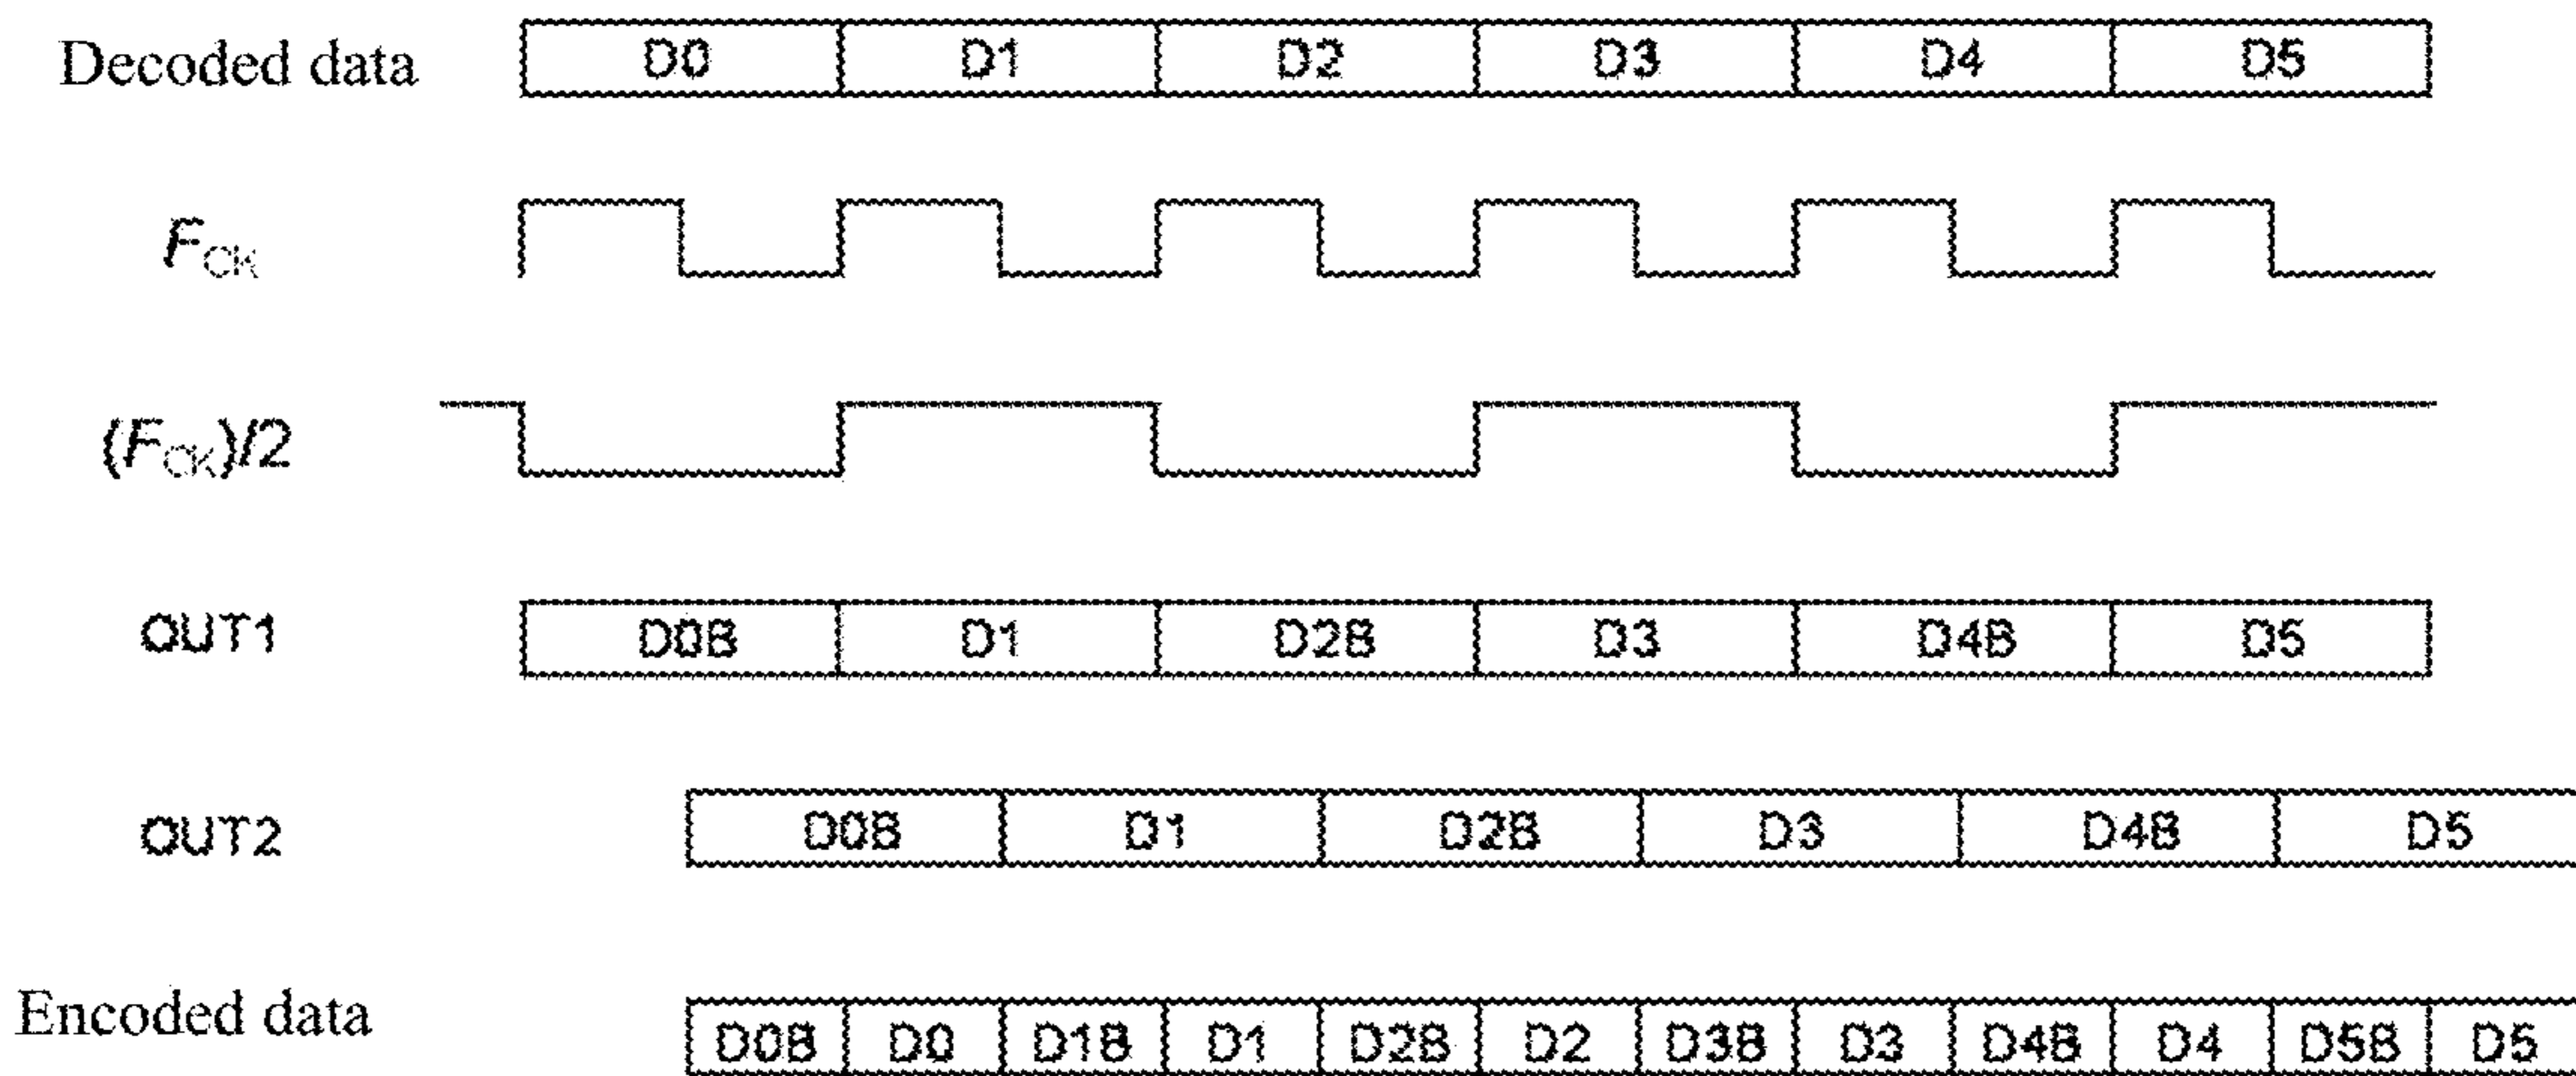 Decoded data D0 D1 D2 D3 D4 D5
FCK
(FCK)/2
OUT1 D0B D1 D2B D3 D4B D5
OUT2 D0B D1 D2B D3 D4B D5
Encoded data D0B D0 D1B D1 D2B D2 D3B D3 D4B D4 D5B D5